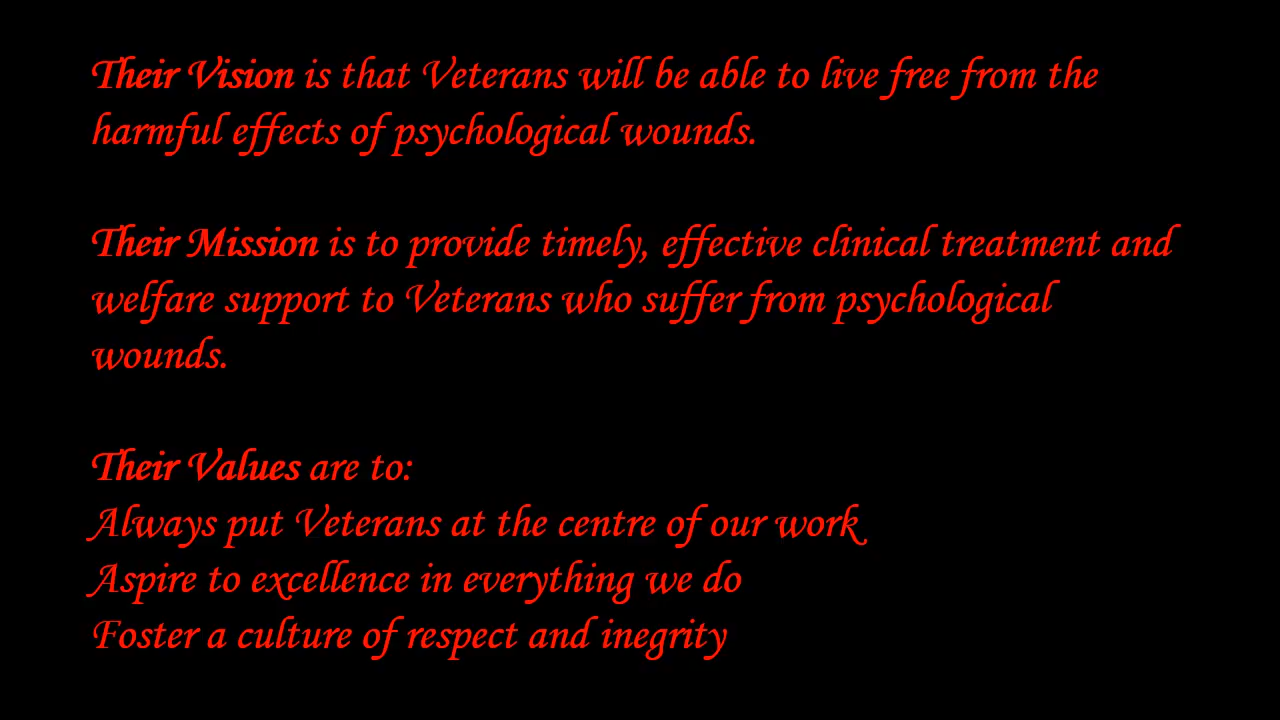 Their Vision is that Veterans will be able to live free from the
harmful effects of psychological wounds.
Their Mission is to provide timely, effective clinical treatment and
welfare support to Veterans who suffer from psychological
wounds.
Their Values are to:
Always put Veterans at the centre of our work
Aspire to excellence in everything we do
Foster a culture of respect and inegrity